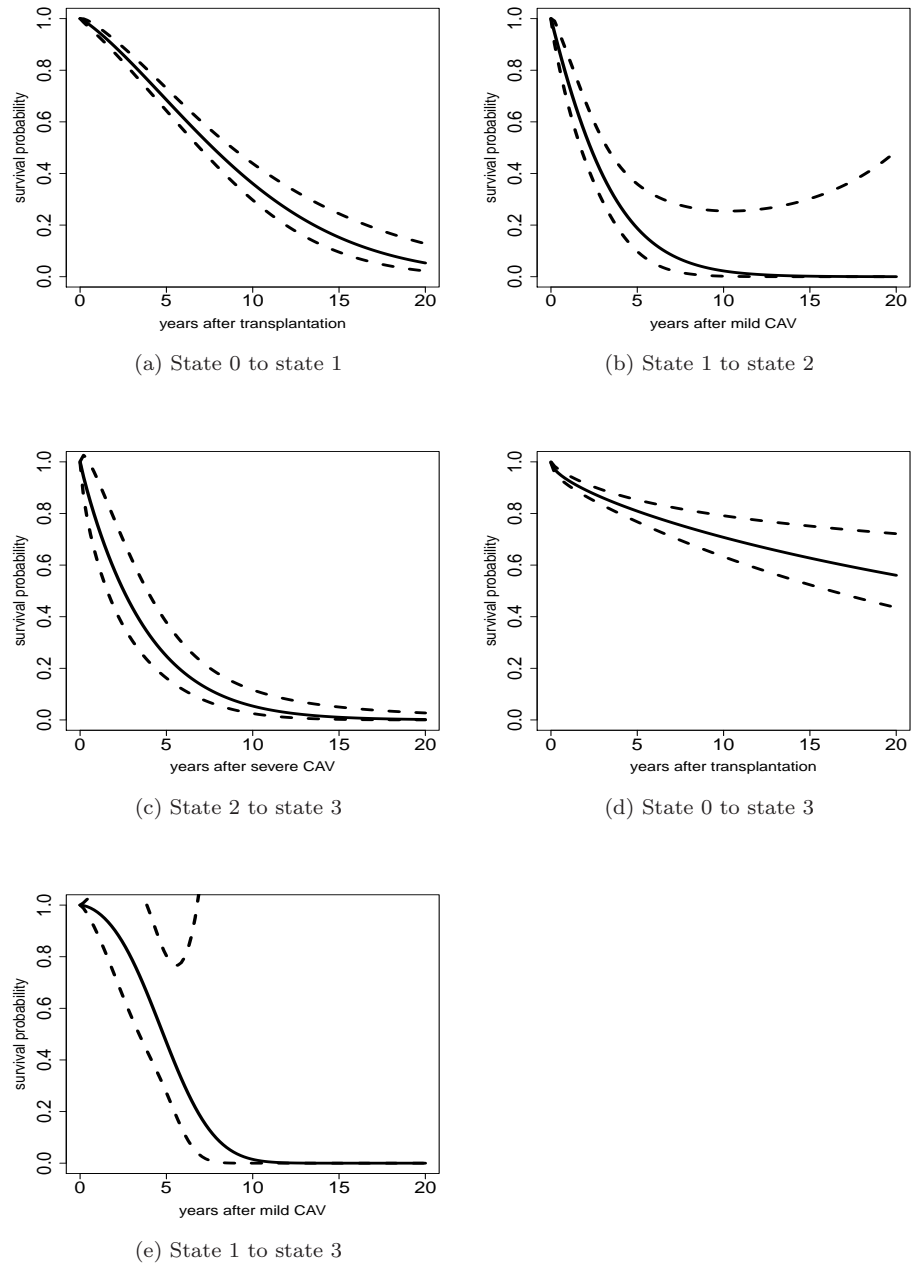 survival probability
0.0 0.2 0.4 0.6 0.8 1.0
0 5 10 15 20
years after transplantation
(a) State 0 to state 1
survival probability
0.0 0.2 0.4 0.6 0.8 1.0
0 5 10 15 20
years after mild CAV
(b) State 1 to state 2
survival probability
0.0 0.2 0.4 0.6 0.8 1.0
0 5 10 15 20
years after severe CAV
(c) State 2 to state 3
survival probability
0.0 0.2 0.4 0.6 0.8 1.0
0 5 10 15 20
years after transplantation
(d) State 0 to state 3
survival probability
0.0 0.2 0.4 0.6 0.8 1.0
0 5 10 15 20
years after mild CAV
(e) State 1 to state 3